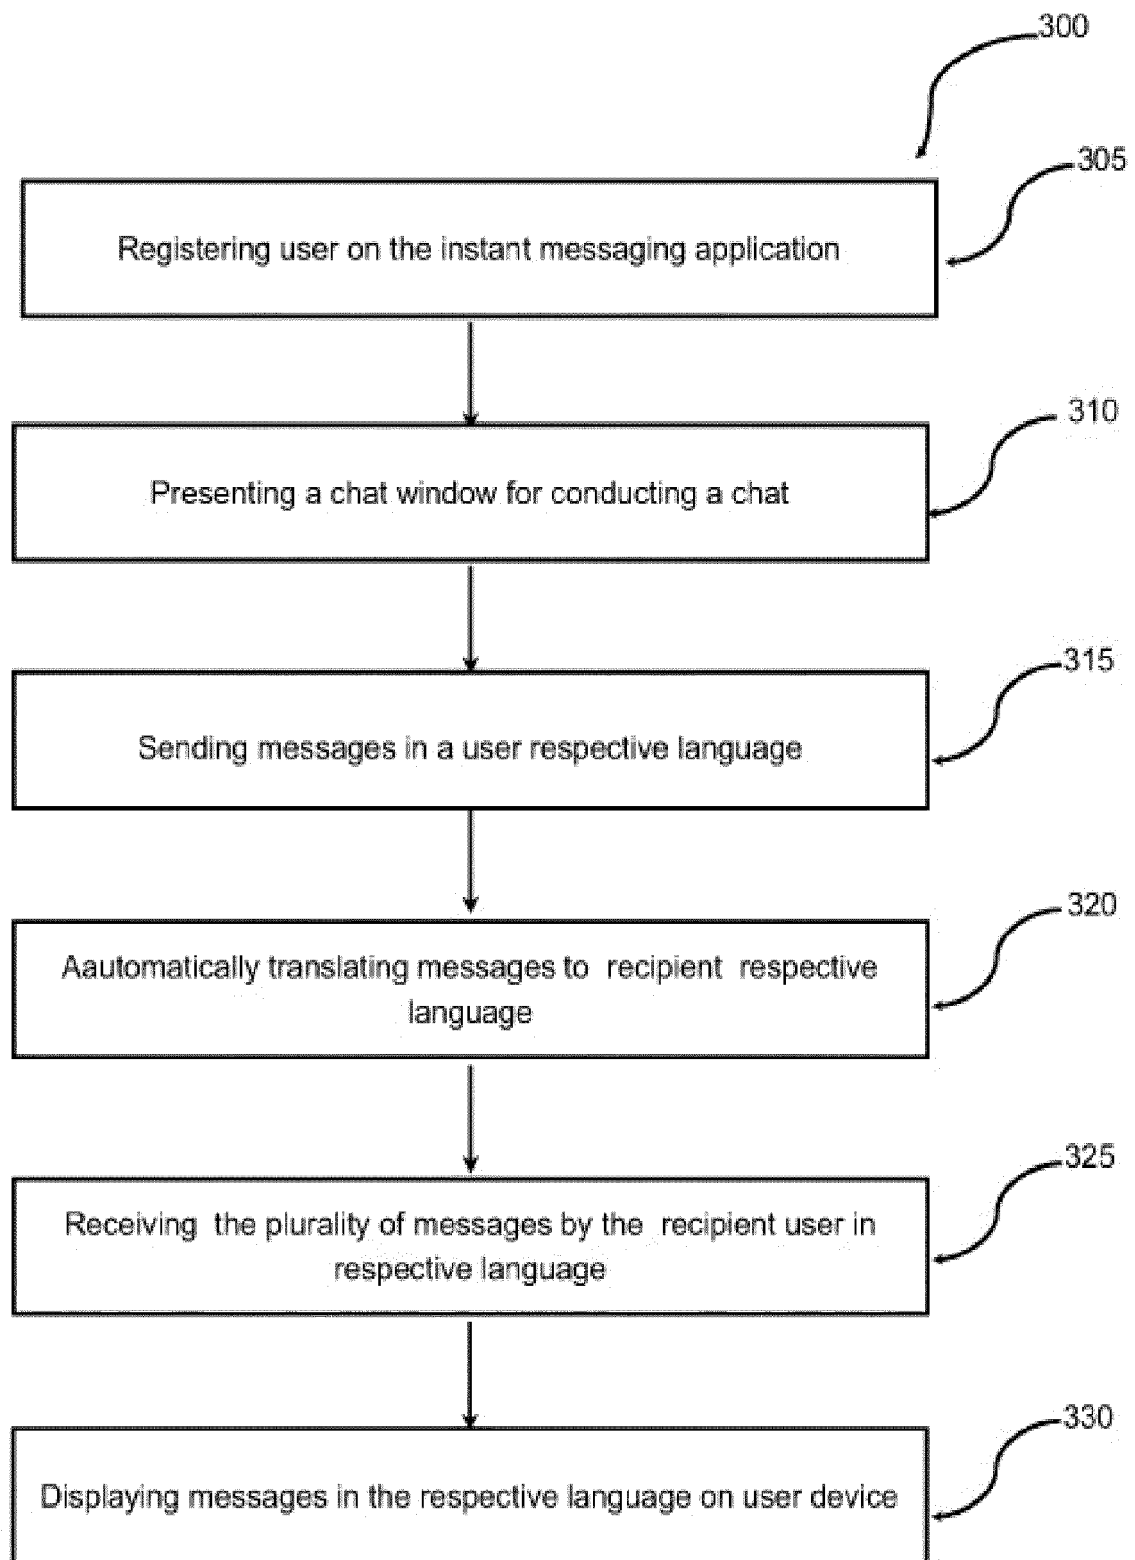 300
305
Registering user on the instant messaging application
310
Presenting a chat window for conducting a chat
315
Sending messages in a user respective language
320
Aautomatically translating messages to recipient respective
language
325
Receiving the plurality of messages by the recipient user in
respective language
330
Displaying messages in the respective language on user device